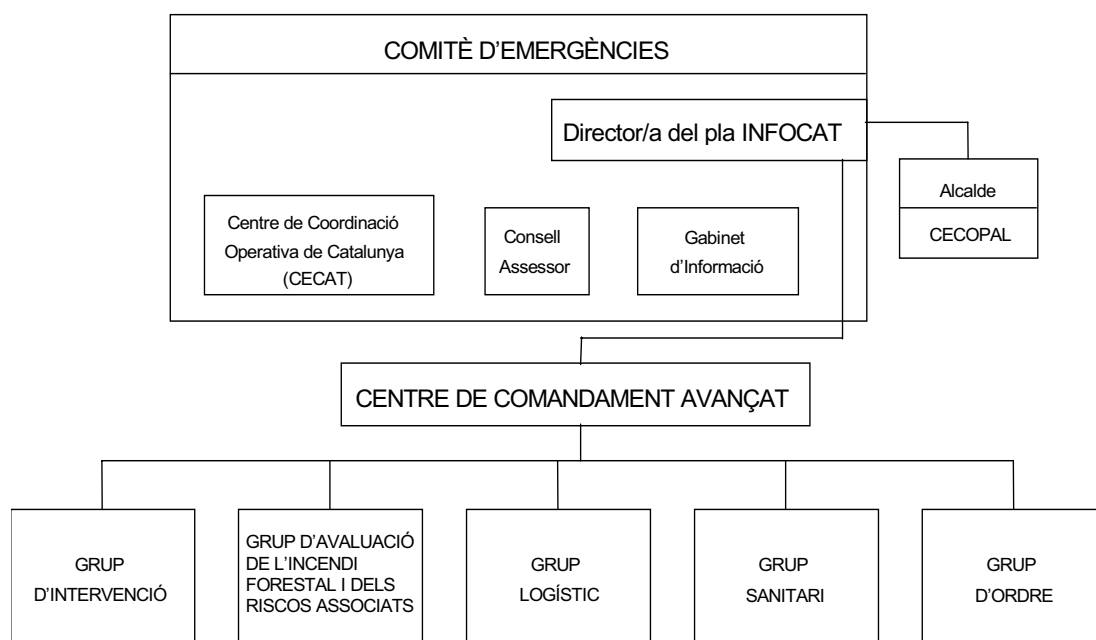 COMITÈ D'EMERGÈNCIES
Director/a del pla INFOCAT
Alcalde
CECOPAL
Centre de Coordinació
Operativa de Catalunya
(CECAT)
Consell
Assessor
Gabinet
d'Informació
CENTRE DE COMANDAMENT AVANÇAT
GRUP
D'INTERVENCIÓ
GRUP D'AVALUACIÓ
DE L'INCENDI
FORESTAL I DELS
RISCOS ASSOCIATS
GRUP
LOGÍSTIC
GRUP
SANITARI
GRUP
D'ORDRE